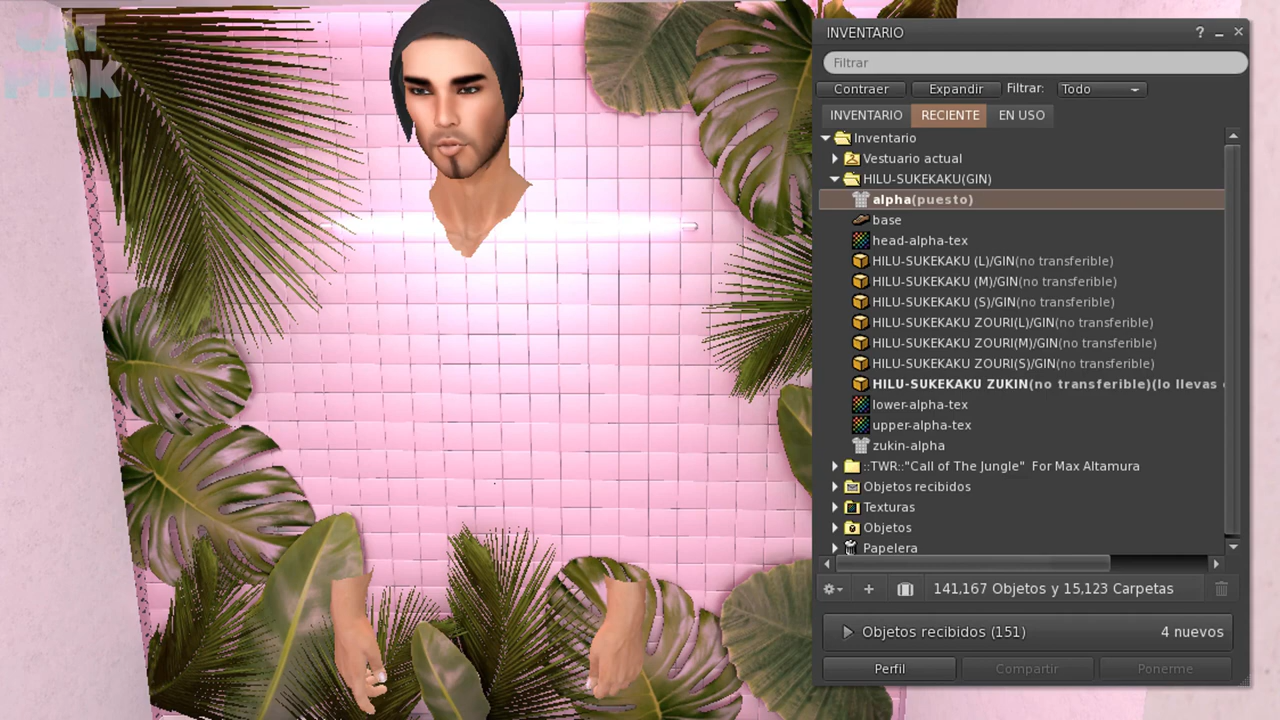 CAT
PINK
INVENTARIO
?
Filtrar
Contraer
Expandir
Filtrar:
Todo
INVENTARIO
RECIENTE
EN USO
Inventario
Vestuario actual
HILU-SUKEKAKU(GIN)
alpha(puesto)
base
head-alpha-tex
HILU-SUKEKAKU (L)/GIN(no transferible)
HILU-SUKEKAKU (M)/GIN(no transferible)
HILU-SUKEKAKU (S)/GIN(no transferible)
HILU-SUKEKAKU ZOURI(L)/GIN(no transferible)
HILU-SUKEKAKU ZOURI(M)/GIN(no transferible)
HILU-SUKEKAKU ZOURI(S)/GIN(no transferible)
HILU-SUKEKAKU ZUKIN(no transferible)(lo llevas
lower-alpha-tex
upper-alpha-tex
zukin-alpha
::TWR::"Call of The Jungle"  For Max Altamura
Objetos recibidos
Texturas
Objetos
Papelera
141,167 Objetos y 15,123 Carpetas
Objetos recibidos (151)
4 nuevos
Perfil
Compartir
Ponerme